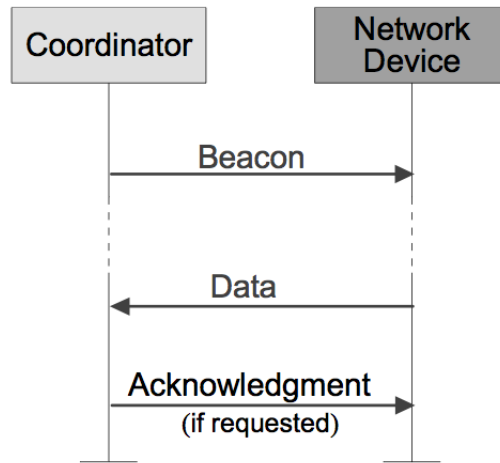 Coordinator
Network
Device
Beacon
Data
Acknowledgment
(if requested)